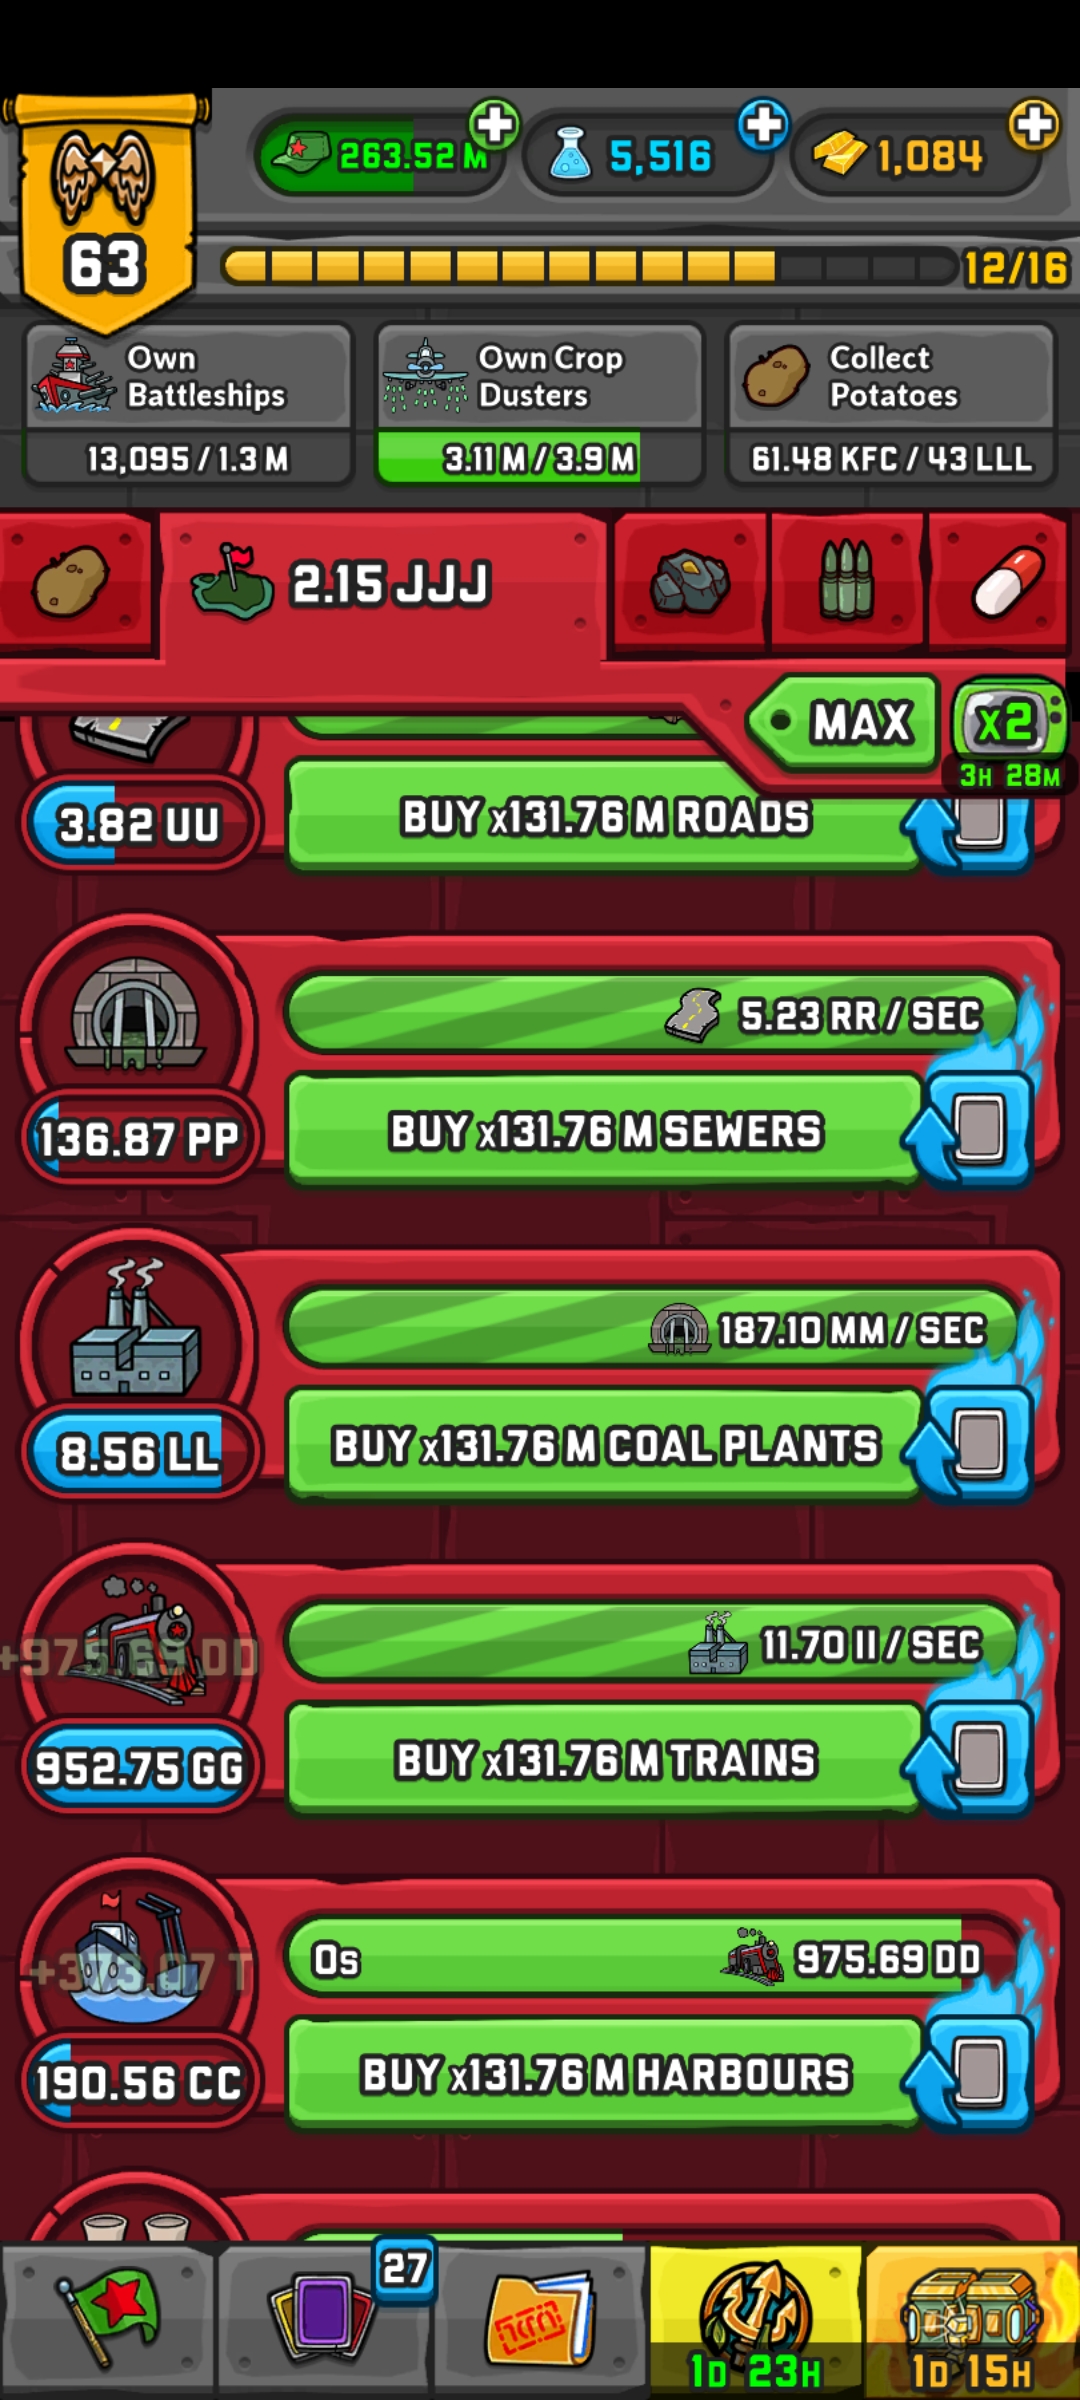 263.52 M
5,516
1,084
63
12/16
Own
Battleships
13,095 / 1.3 M
Own Crop
Dusters
3.11 M / 3.9 M
Collect
Potatoes
61.48 KFC / 43 LLL
2.15 JJJ
MAX
x2
3H 28M
3.82 UU
BUY x131.76 M ROADS
5.23 RR / SEC
136.87 PP
BUY x131.76 M SEWERS
187.10 MM / SEC
8.56 LL
BUY x131.76 M COAL PLANTS
11.70 II / SEC
+975.69 DD
952.75 GG
BUY x131.76 M TRAINS
0s
975.69 DD
190.56 CC
BUY x131.76 M HARBOURS
27
1D 23H
1D 15H